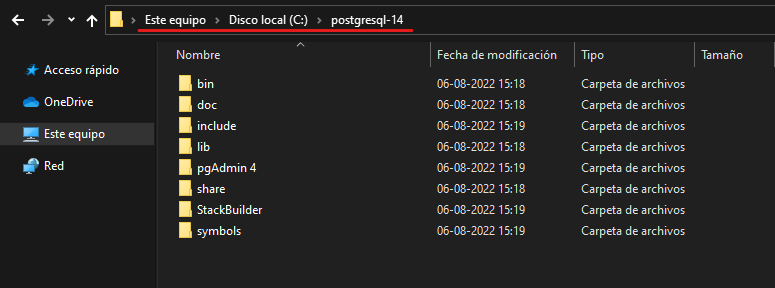 Este equipo > Disco local (C:) > postgresql-14
Nombre Fecha de modificación Tipo Tamaño
Acceso rápido
OneDrive
Este equipo
Red
bin 06-08-2022 15:18 Carpeta de archivos
doc 06-08-2022 15:18 Carpeta de archivos
include 06-08-2022 15:19 Carpeta de archivos
lib 06-08-2022 15:18 Carpeta de archivos
pgAdmin 4 06-08-2022 15:19 Carpeta de archivos
share 06-08-2022 15:18 Carpeta de archivos
StackBuilder 06-08-2022 15:19 Carpeta de archivos
symbols 06-08-2022 15:19 Carpeta de archivos